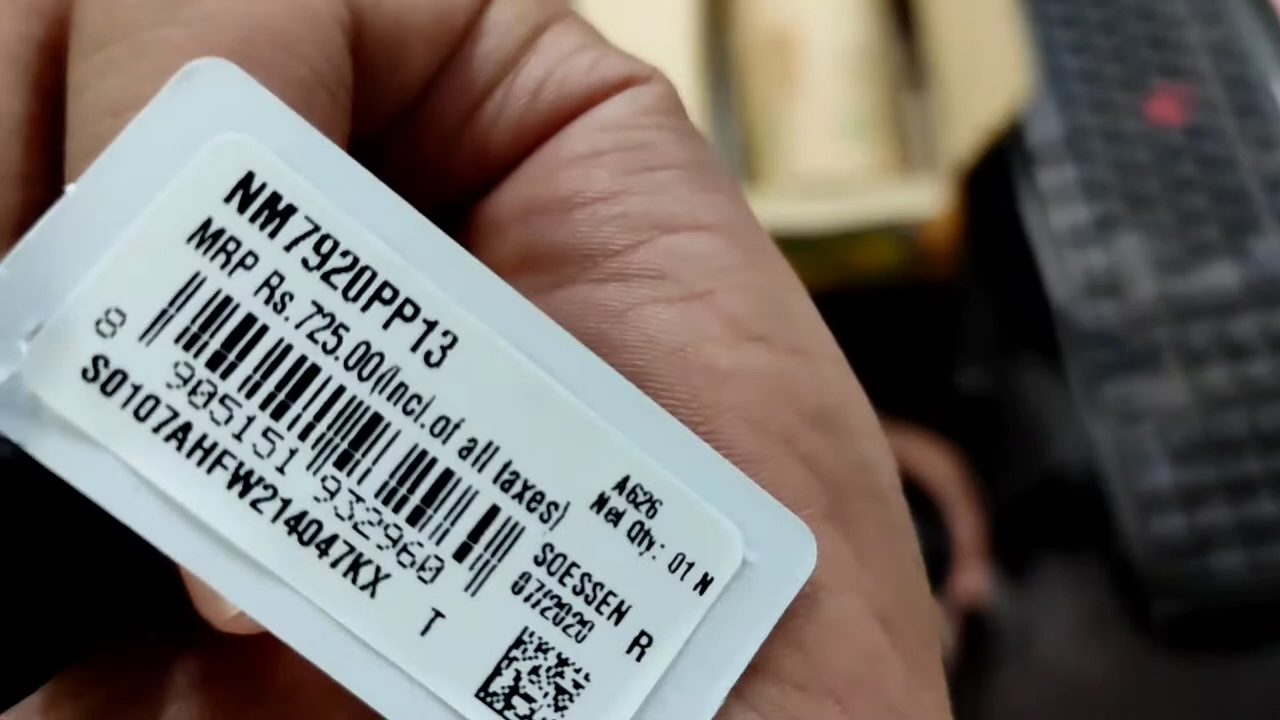 NM7920PP13
MRP Rs.725.00(Incl.of all taxes)
8 905151 932960
S0107AHFW214047KX
T
A626
Net Qty: 01 N
SOESSEN R
07/2020